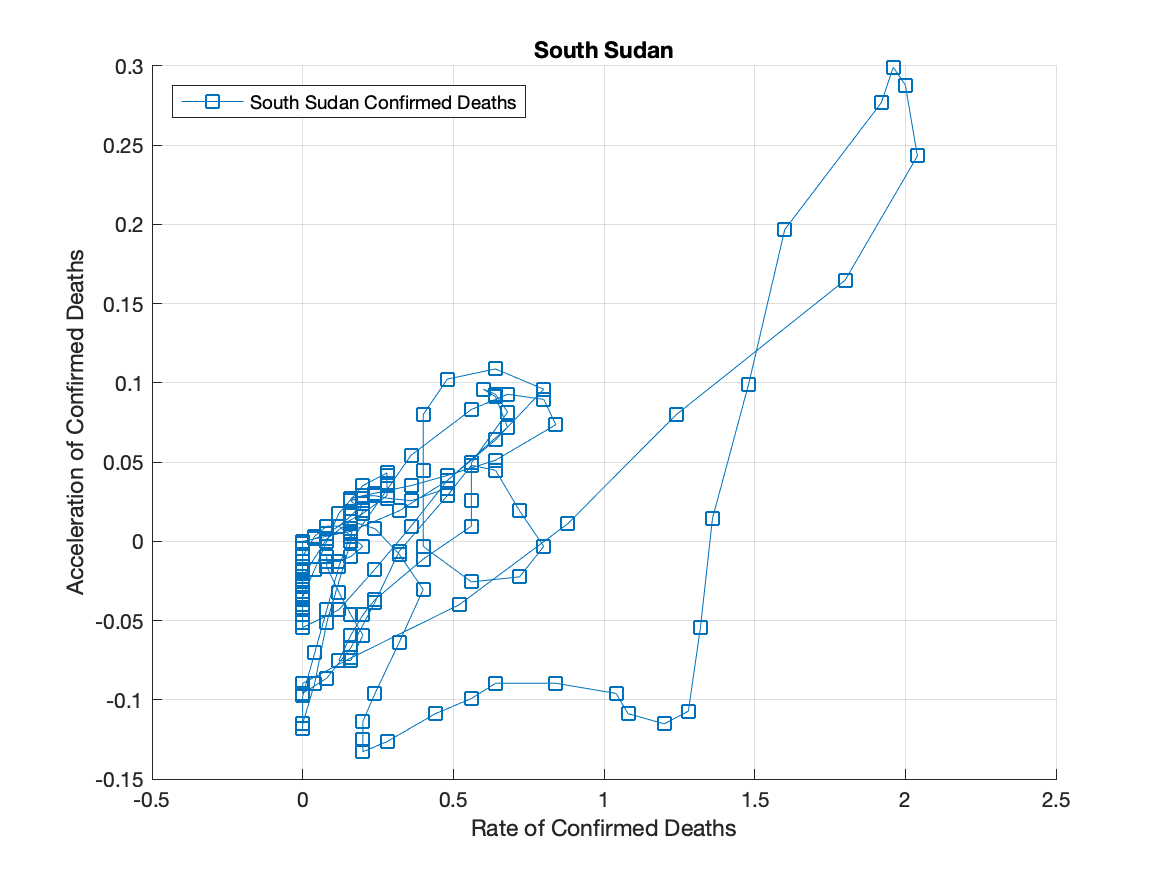 South Sudan
South Sudan Confirmed Deaths
0.3
0.25
0.2
0.15
0.1
0.05
0
-0.05
-0.1
-0.15
Acceleration of Confirmed Deaths
-0.5 0 0.5 1 1.5 2 2.5
Rate of Confirmed Deaths